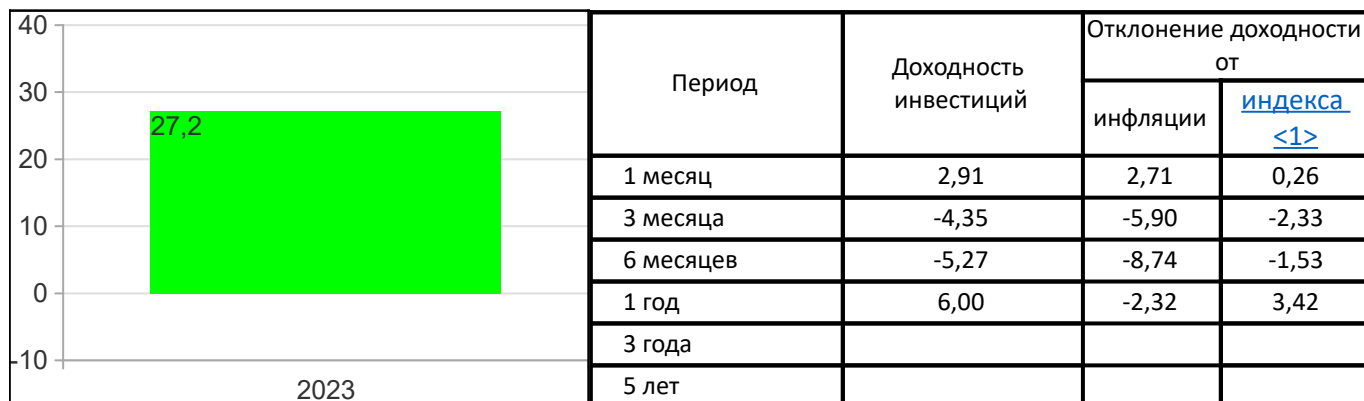 40
30
27,2
20
10
0
-10
2023
Период
Доходность
инвестиций
Отклонение доходности
от
инфляции
индекса
<1>
1 месяц 2,91 2,71 0,26
3 месяца -4,35 -5,90 -2,33
6 месяцев -5,27 -8,74 -1,53
1 год 6,00 -2,32 3,42
3 года
5 лет